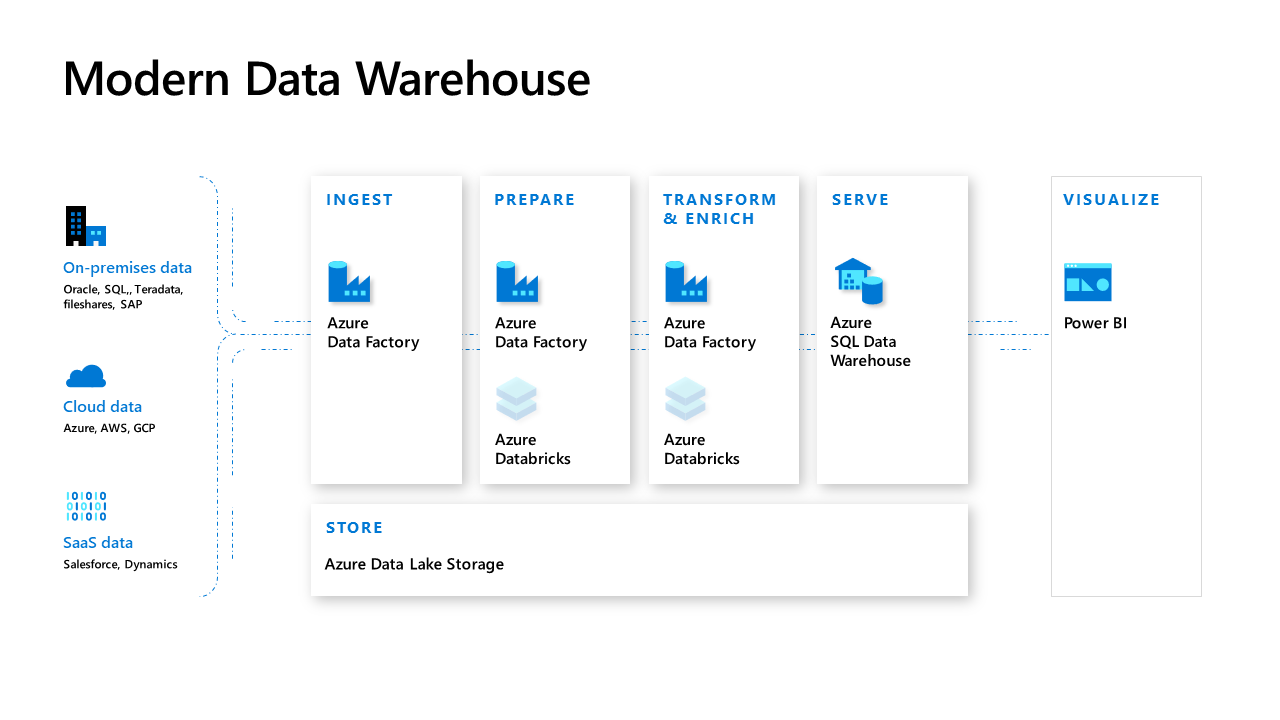 Modern Data Warehouse
On-premises data
Oracle, SQL,, Teradata,
fileshares, SAP
Cloud data
Azure, AWS, GCP
SaaS data
Salesforce, Dynamics
INGEST
Azure
Data Factory
PREPARE
Azure
Data Factory
Azure
Databricks
TRANSFORM
& ENRICH
Azure
Data Factory
Azure
Databricks
SERVE
Azure
SQL Data
Warehouse
STORE
Azure Data Lake Storage
VISUALIZE
Power BI